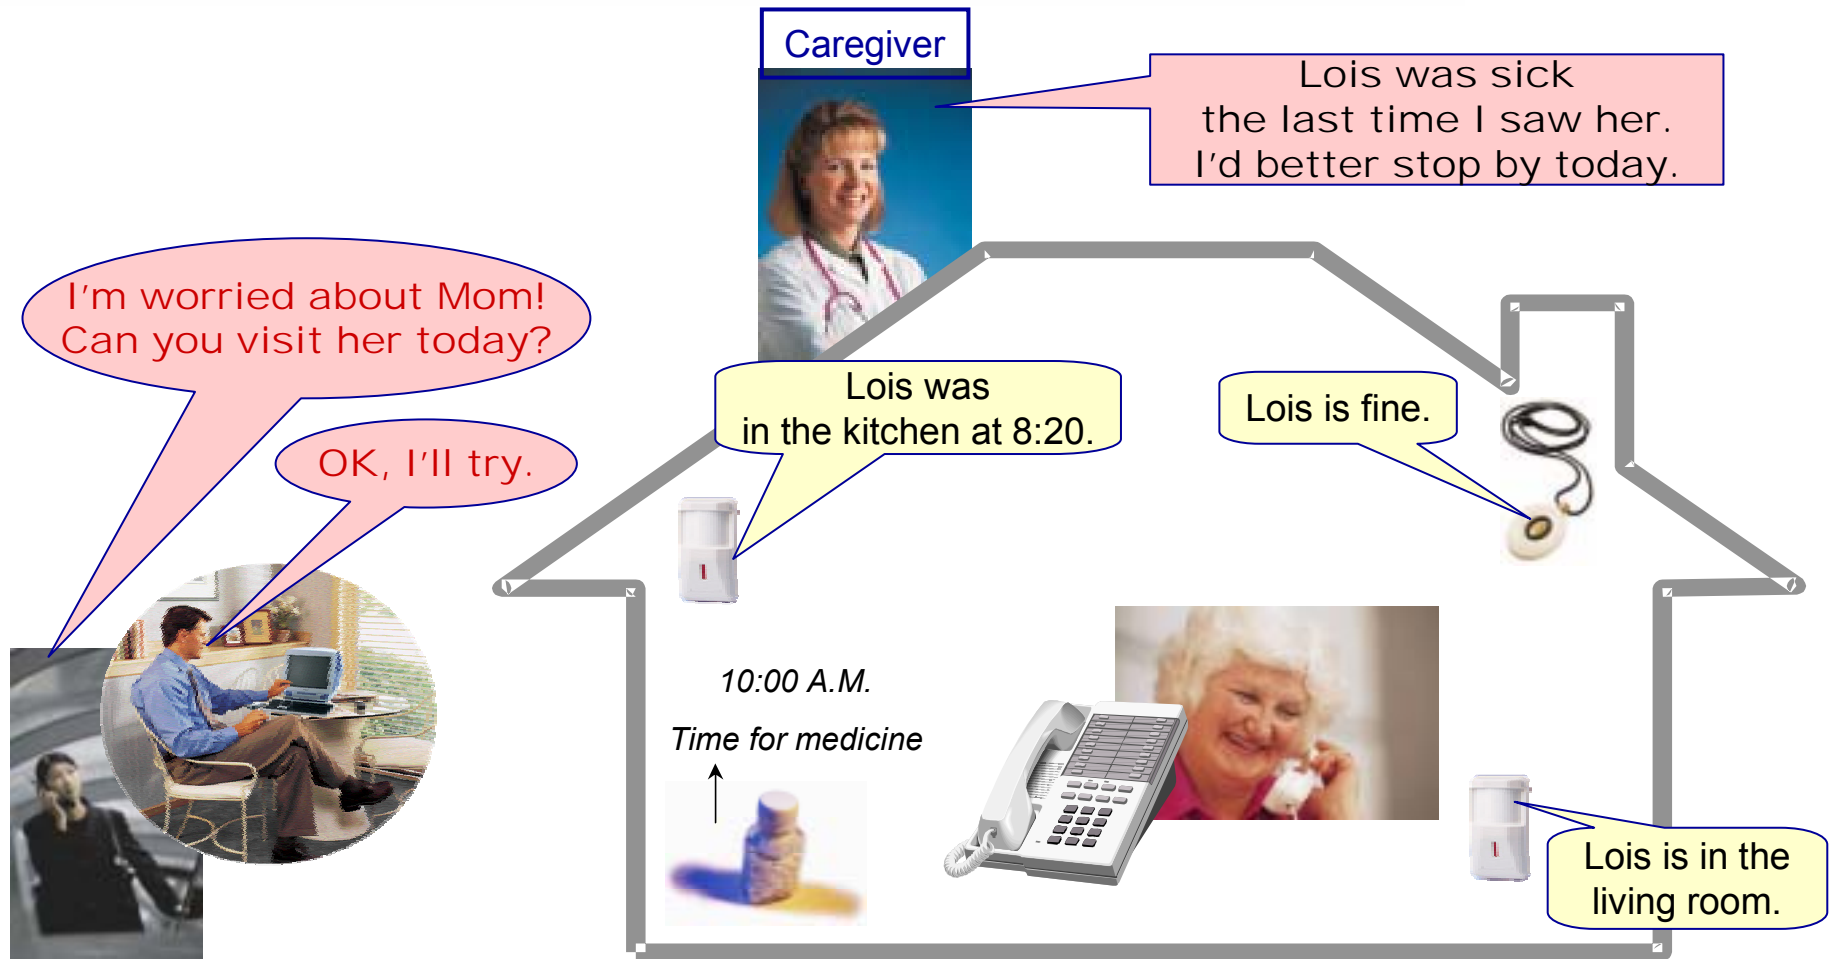 Caregiver
Lois was sick
the last time I saw her.
I'd better stop by today.
I'm worried about Mom!
Can you visit her today?
OK, I'll try.
Lois was
in the kitchen at 8:20.
Lois is fine.
10:00 A.M.
Time for medicine
Lois is in the
living room.